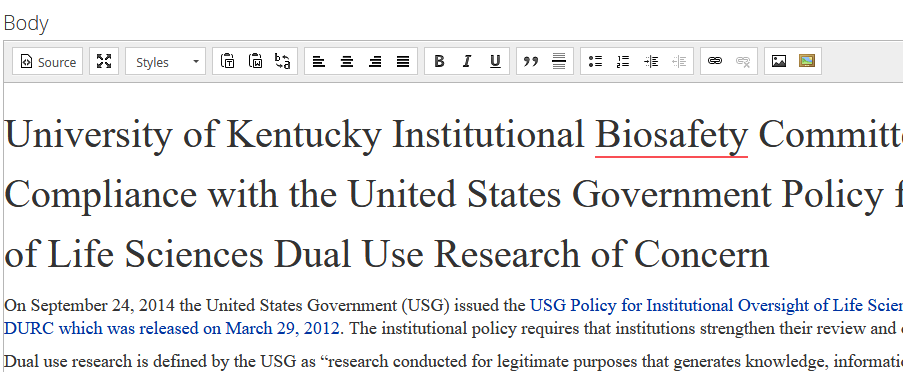 Body
Source Styles B I U
University of Kentucky Institutional Biosafety
Compliance with the United States Government Policy
of Life Sciences Dual Use Research of Concern
On September 24, 2014 the United States Government (USG) issued the USG Policy for Institutional Oversight of Life
DURC which was released on March 29, 2012. The institutional policy requires that institutions strengthen their review and
Dual use research is defined by the USG as “research conducted for legitimate purposes that generates knowledge,